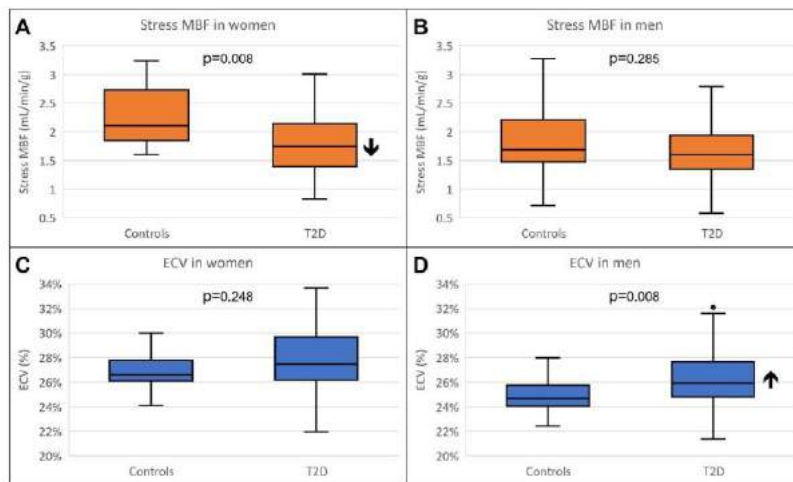 A
Stress MBF in women
p=0.008
3.5
3
2.5
2
1.5
1
0.5
Stress MBF (mL/min/g)
Controls
T2D
B
Stress MBF in men
p=0.285
3.5
3
2.5
2
1.5
1
0.5
Stress MBF (mL/min/g)
Controls
T2D
C
ECV in women
p=0.248
34%
32%
30%
28%
26%
24%
22%
20%
ECV (%)
Controls
T2D
D
ECV in men
p=0.008
34%
32%
30%
28%
26%
24%
22%
20%
ECV (%)
Controls
T2D